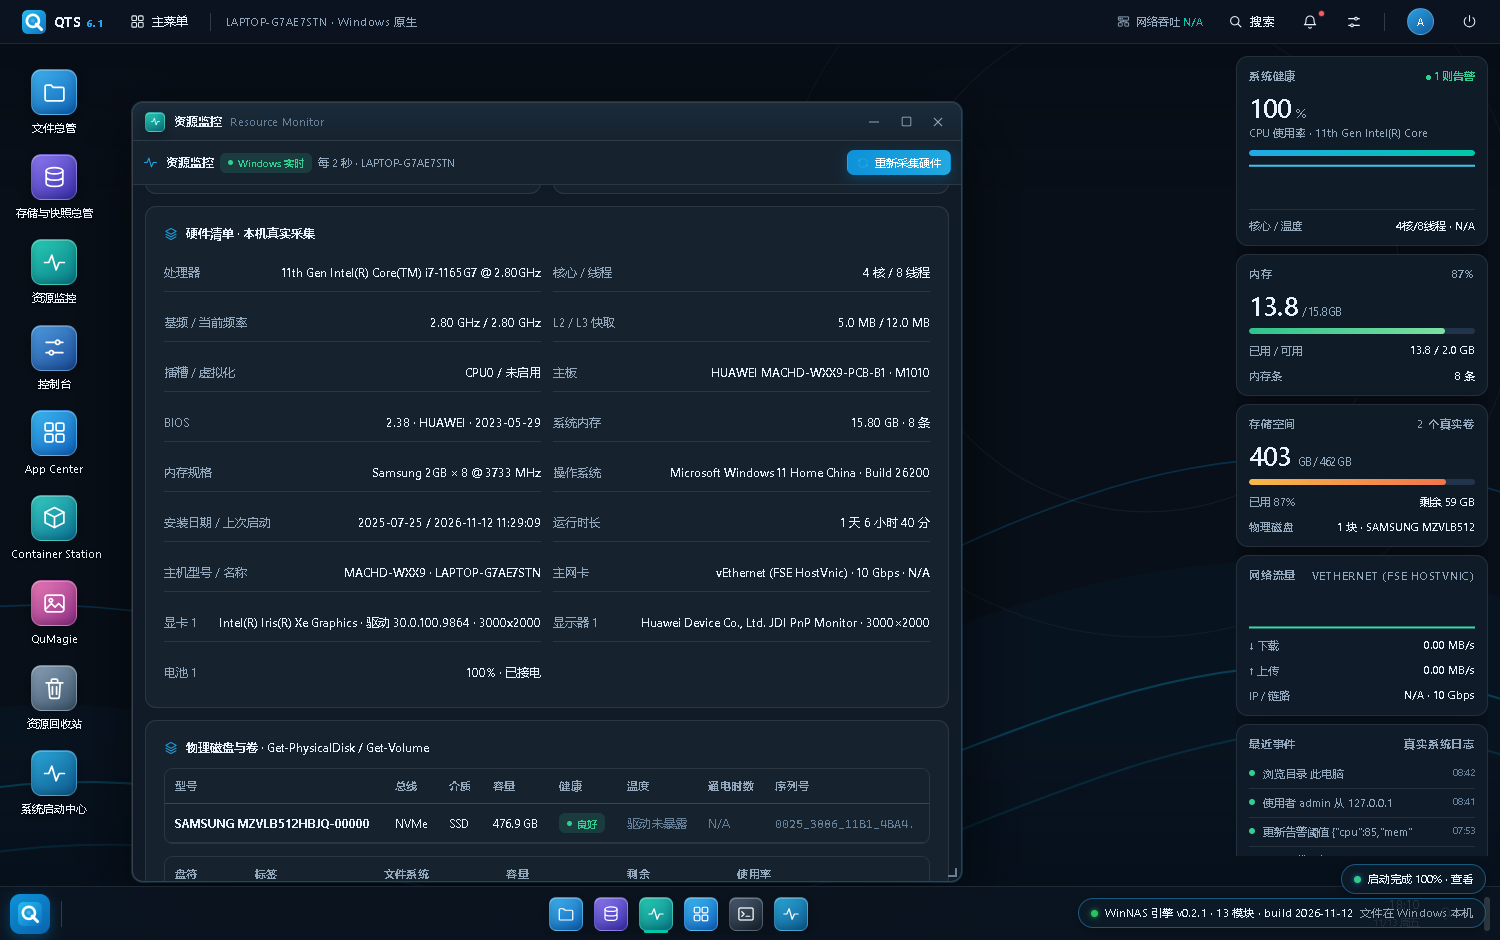 QTS 6.1 主菜单 LAPTOP-G7AE7STN · Windows 原生 网络吞吐 N/A 搜索 A
文件总管
存储与快照总管
资源监控
控制台
App Center
Container Station
QuMagie
资源回收站
系统启动中心
资源监控 Resource Monitor
资源监控 Windows 实时 每 2 秒 · LAPTOP-G7AE7STN 重新采集硬件
硬件清单 · 本机真实采集
处理器 11th Gen Intel(R) Core(TM) i7-1165G7 @ 2.80GHz 核心 / 线程 4 核 / 8 线程
基频 / 当前频率 2.80 GHz / 2.80 GHz L2 / L3 快取 5.0 MB / 12.0 MB
插槽 / 虚拟化 CPU0 / 未启用 主板 HUAWEI MACHD-WXX9-PCB-B1 · M1010
BIOS 2.38 · HUAWEI · 2023-05-29 系统内存 15.80 GB · 8 条
内存规格 Samsung 2GB × 8 @ 3733 MHz 操作系统 Microsoft Windows 11 Home China · Build 26200
安装日期 / 上次启动 2025-07-25 / 2026-11-12 11:29:09 运行时长 1 天 6 小时 40 分
主机型号 / 名称 MACHD-WXX9 · LAPTOP-G7AE7STN 主网卡 vEthernet (FSE HostVnic) · 10 Gbps · N/A
显卡 1 Intel(R) Iris(R) Xe Graphics · 驱动 30.0.100.9864 · 3000x2000 显示器 1 Huawei Device Co., Ltd. JDI PnP Monitor · 3000×2000
电池 1 100% · 已接电
物理磁盘与卷 · Get-PhysicalDisk / Get-Volume
型号 总线 介质 容量 健康 温度 通电时数 序列号
SAMSUNG MZVLB512HBJQ-00000 NVMe SSD 476.9 GB 良好 驱动未暴露 N/A 0025_3886_11B1_4BA4.
盘符 标签 文件系统 容量 剩余 使用率
系统健康 1 则告警
100 %
CPU 使用率 · 11th Gen Intel(R) Core
核心 / 温度 4核/8线程 · N/A
内存 87%
13.8 / 15.8GB
已用 / 可用 13.8 / 2.0 GB
内存条 8 条
存储空间 2 个真实卷
403 GB / 462GB
已用 87% 剩余 59 GB
物理磁盘 1 块 · SAMSUNG MZVLB512
网络流量 VETHERNET (FSE HOSTVNIC)
↓ 下载 0.00 MB/s
↑ 上传 0.00 MB/s
IP / 链路 N/A · 10 Gbps
最近事件 真实系统日志
浏览目录 此电脑 08:42
使用者 admin 从 127.0.0.1 08:41
更新告警阈值 {"cpu":85,"mem" 07:53
启动完成 100% · 查看
WinNAS 引擎 v0.2.1 · 13 模块 · build 2026-11-12 文件在 Windows 本机